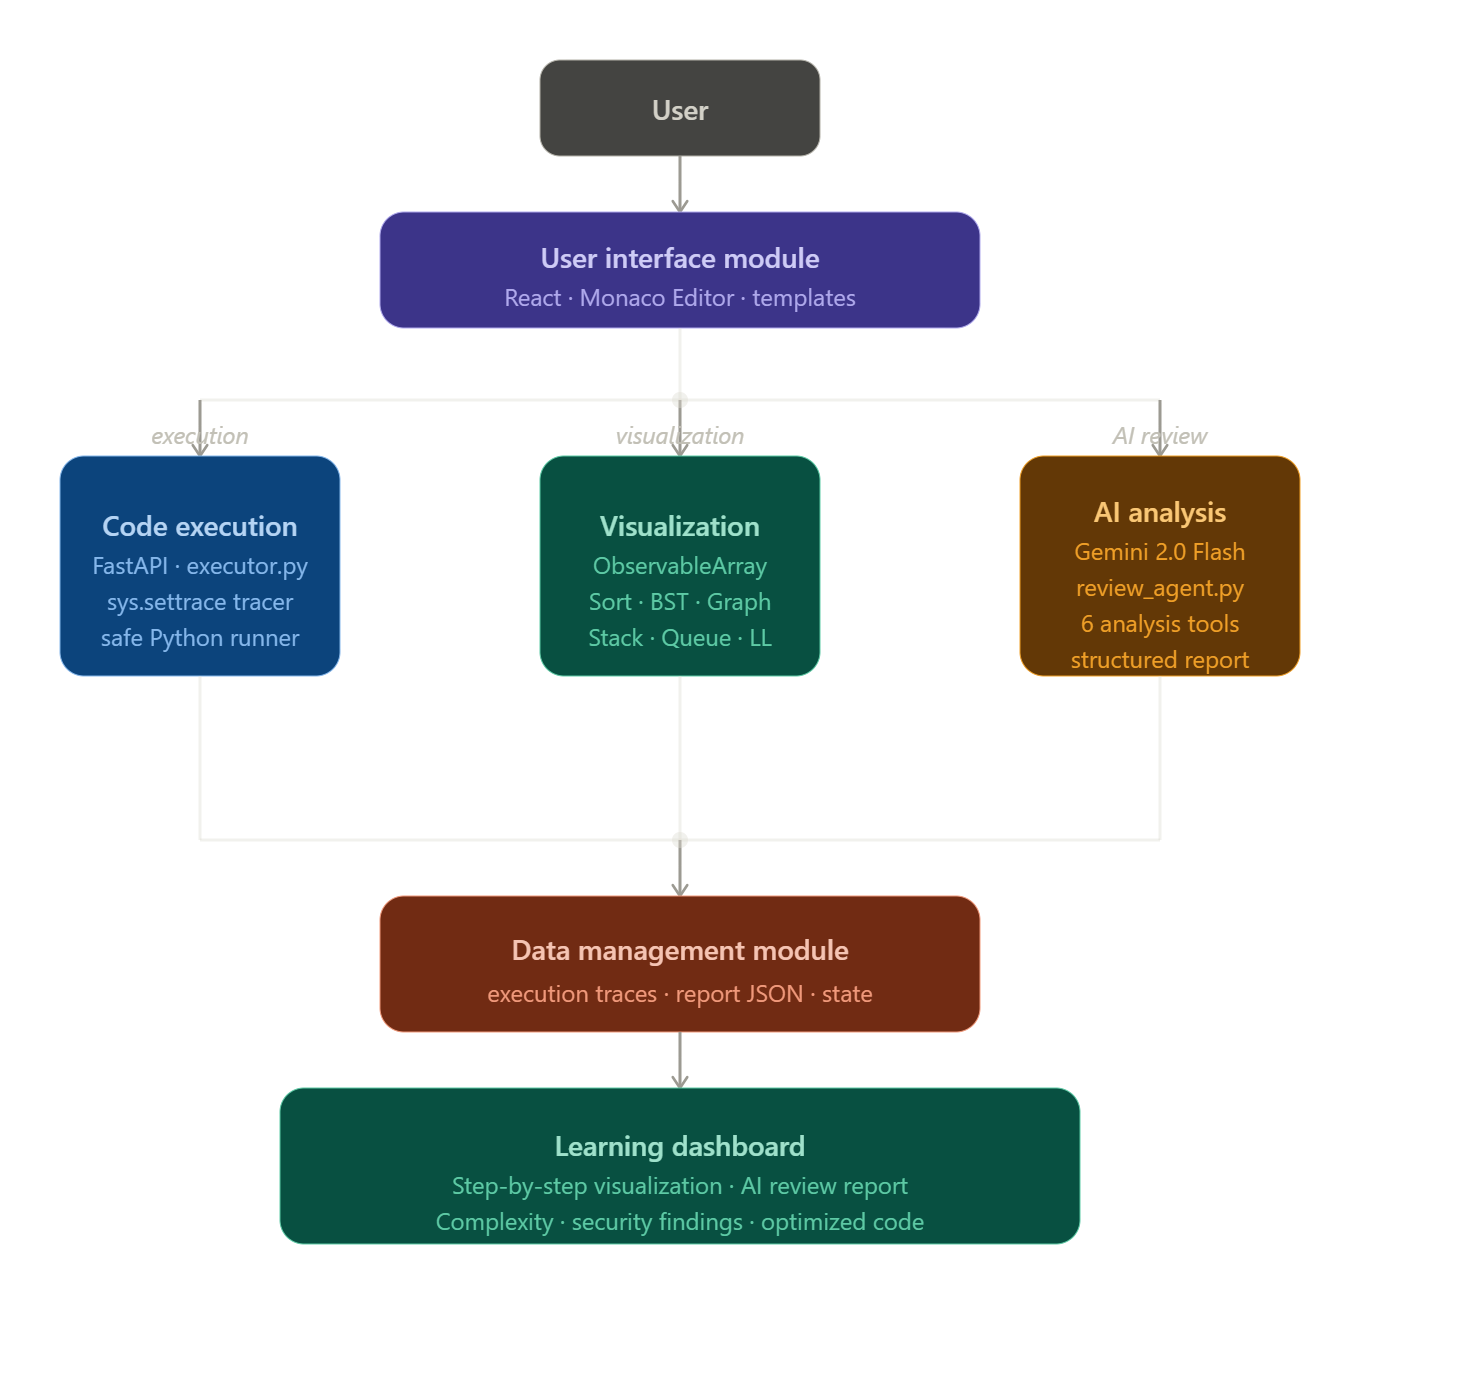 User
User interface module
React · Monaco Editor · templates
execution
visualization
AI review
Code execution
FastAPI · executor.py
sys.settrace tracer
safe Python runner
Visualization
ObservableArray
Sort · BST · Graph
Stack · Queue · LL
AI analysis
Gemini 2.0 Flash
review_agent.py
6 analysis tools
structured report
Data management module
execution traces · report JSON · state
Learning dashboard
Step-by-step visualization · AI review report
Complexity · security findings · optimized code